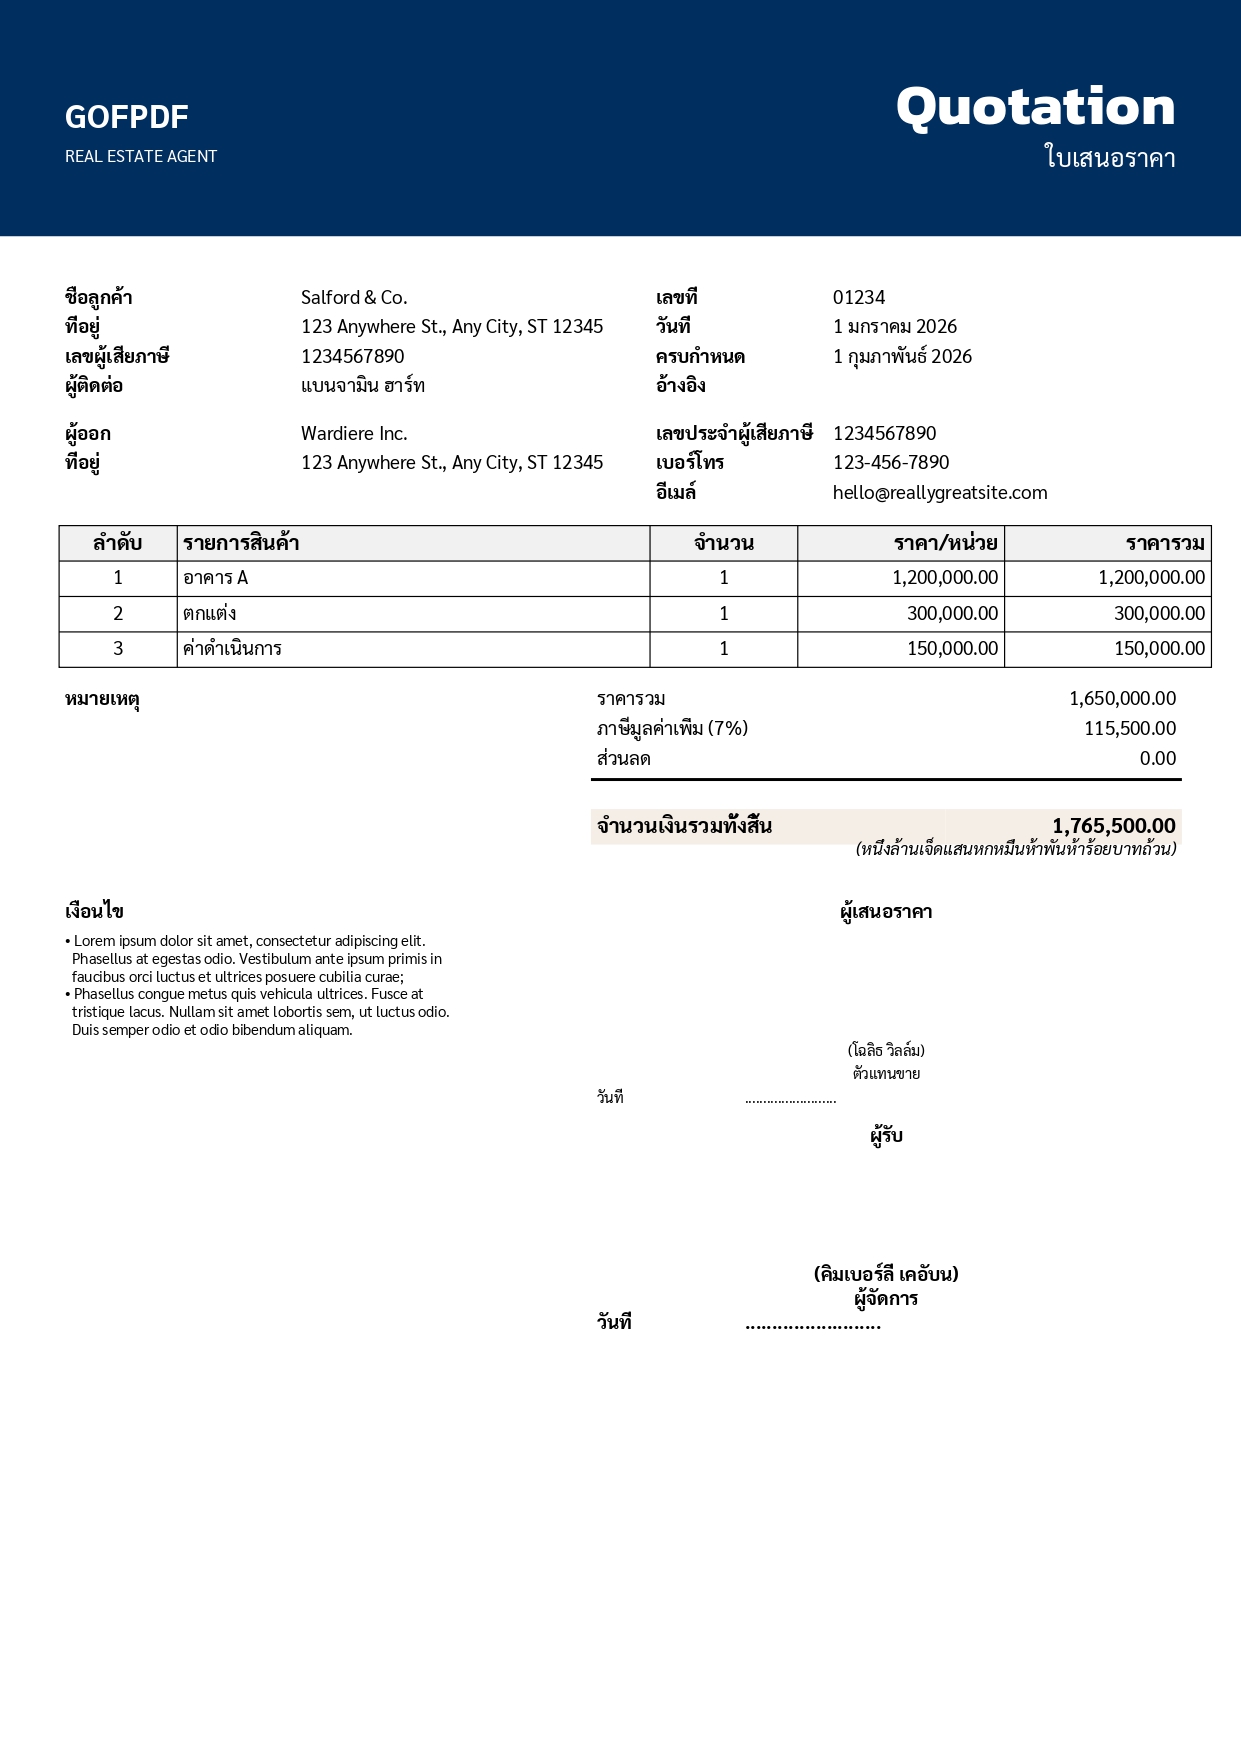 GOFPDF
REAL ESTATE AGENT
Quotation
ใบเสนอราคา
ชื่อลูกค้า Salford & Co. เลขที่ 01234
ที่อยู่ 123 Anywhere St., Any City, ST 12345 วันที่ 1 มกราคม 2026
เลขผู้เสียภาษี 1234567890 ครบกำหนด 1 กุมภาพันธ์ 2026
ผู้ติดต่อ แบนจามิน ฮาร์ท อ้างอิง
ผู้ออก Wardiere Inc. เลขประจำผู้เสียภาษี 1234567890
ที่อยู่ 123 Anywhere St., Any City, ST 12345 เบอร์โทร 123-456-7890
อีเมล์ hello@reallygreatsite.com
ลำดับ รายการสินค้า จำนวน ราคา/หน่วย ราคารวม
1 อาคาร A 1 1,200,000.00 1,200,000.00
2 ตกแต่ง 1 300,000.00 300,000.00
3 ค่าดำเนินการ 1 150,000.00 150,000.00
หมายเหตุ ราคารวม 1,650,000.00
ภาษีมูลค่าเพิ่ม (7%) 115,500.00
ส่วนลด 0.00
จำนวนเงินรวมทั้งสิ้น 1,765,500.00
(หนึ่งล้านเจ็ดแสนหกหมื่นห้าพันห้าร้อยบาทถ้วน)
เงื่อนไข
• Lorem ipsum dolor sit amet, consectetur adipiscing elit.
Phasellus at egestas odio. Vestibulum ante ipsum primis in
faucibus orci luctus et ultrices posuere cubilia curae;
• Phasellus congue metus quis vehicula ultrices. Fusce at
tristique lacus. Nullam sit amet lobortis sem, ut luctus odio.
Duis semper odio et odio bibendum aliquam.
ผู้เสนอราคา
(โฉลิธ วิลล์ม)
ตัวแทนขาย
วันที่ .........................
ผู้รับ
(คิมเบอร์ลี เคอับน)
ผู้จัดการ
วันที่ .........................